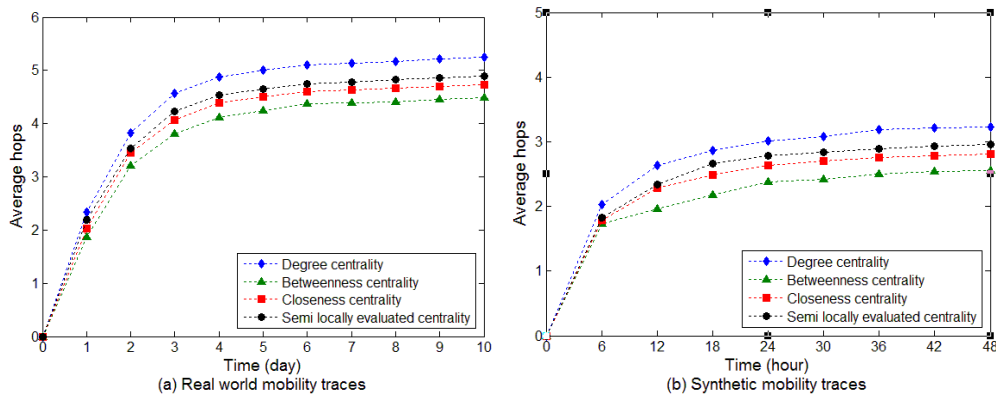 6
5
4
3
2
1
0
Average hops
Degree centrality
Betweenness centrality
Closeness centrality
Semi locally evaluated centrality
0 1 2 3 4 5 6 7 8 9 10
Time (day)
(a) Real world mobility traces
5
4
3
2
1
0
Average hops
Degree centrality
Betweenness centrality
Closeness centrality
Semi locally evaluated centrality
0 6 12 18 24 30 36 42 48
Time (hour)
(b) Synthetic mobility traces